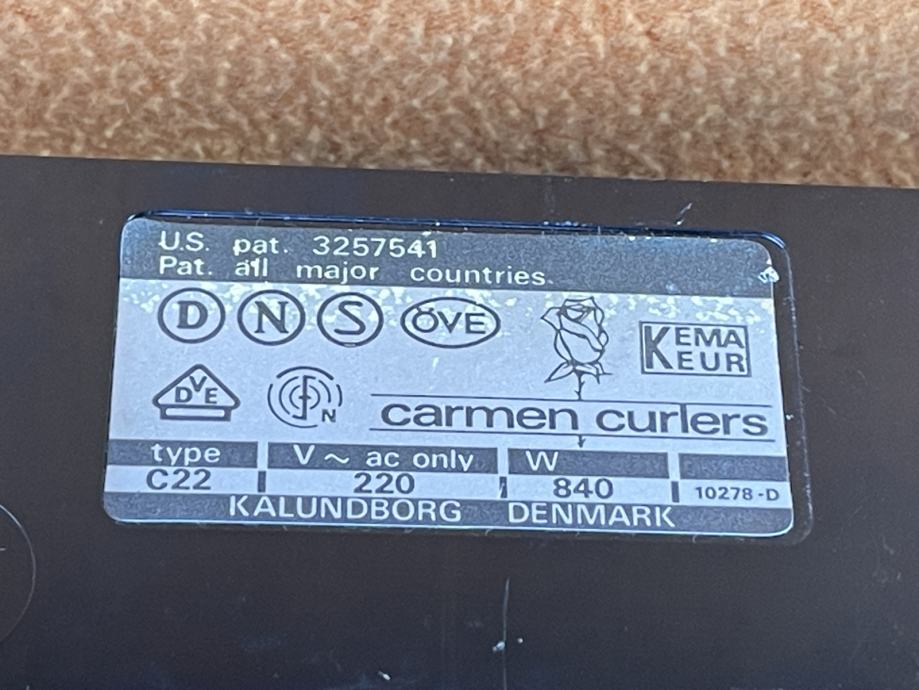 U.S. pat. 3257541
Pat. all major countries.
D N S ÖVE
KEMA
KEUR
DVE
N
carmen curlers
type V ~ ac only W
C22 220 840 10278-D
KALUNDBORG DENMARK